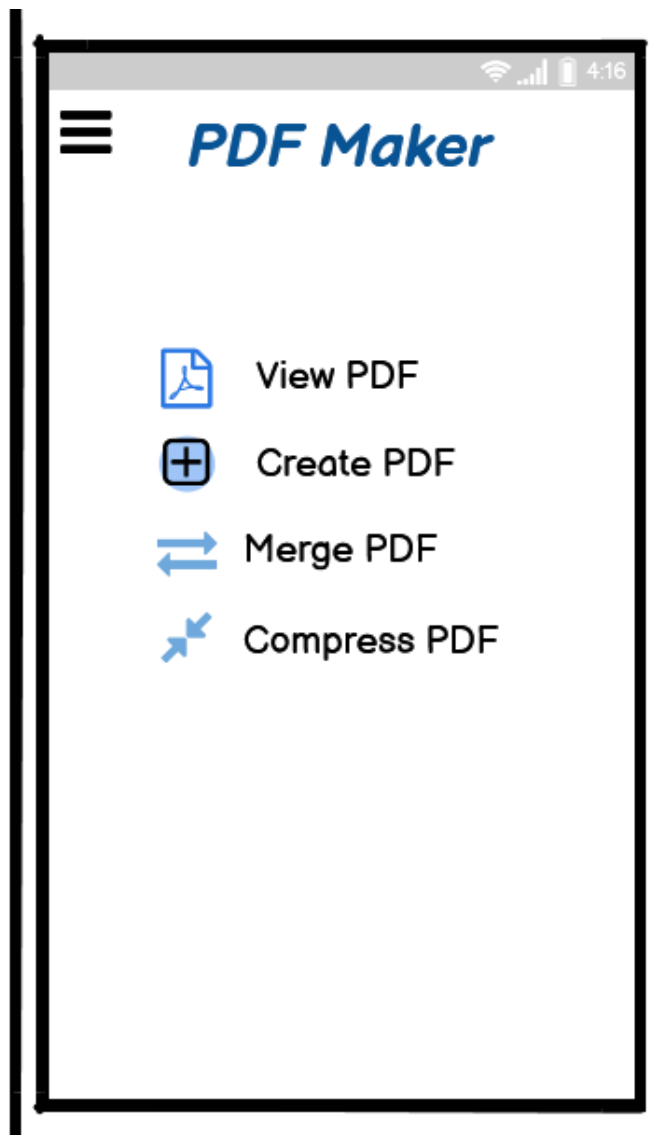 4:16
PDF Maker
View PDF
Create PDF
Merge PDF
Compress PDF